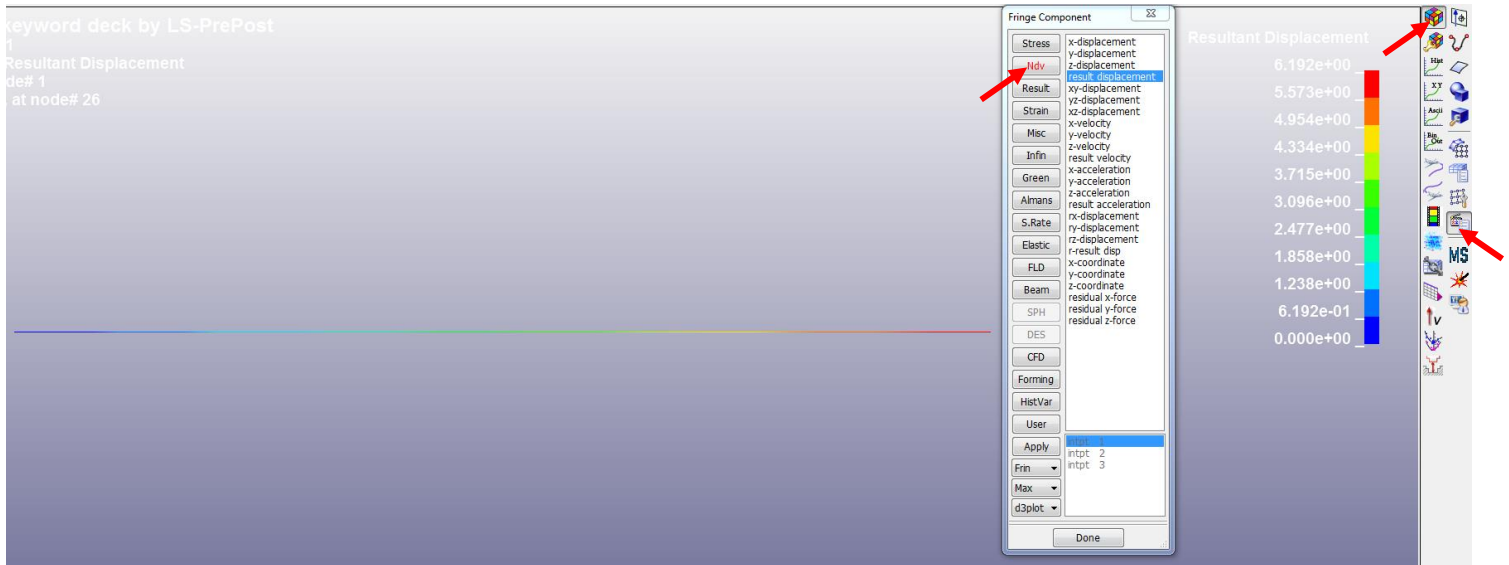 keyword deck by LS-PrePost
1
Resultant Displacement
de# 1
at node# 26
Fringe Component
Stress
Ndv
Result
Strain
Misc
Infin
Green
Almans
S.Rate
Elastic
FLD
Beam
SPH
DES
CFD
Forming
HistVar
User
Apply
Frin
Max
d3plot
x-displacement
y-displacement
z-displacement
result displacement
xy-displacement
yz-displacement
xz-displacement
x-velocity
y-velocity
z-velocity
result velocity
x-acceleration
y-acceleration
z-acceleration
result acceleration
rx-displacement
ry-displacement
rz-displacement
r-result disp
x-coordinate
y-coordinate
z-coordinate
residual x-force
residual y-force
residual z-force
intpt 1
intpt 2
intpt 3
Done
Resultant Displacement
6.192e+00
5.573e+00
4.954e+00
4.334e+00
3.715e+00
3.096e+00
2.477e+00
1.858e+00
1.238e+00
6.192e-01
0.000e+00
Hist
XY
Ascii
Bin
Out
MS
V